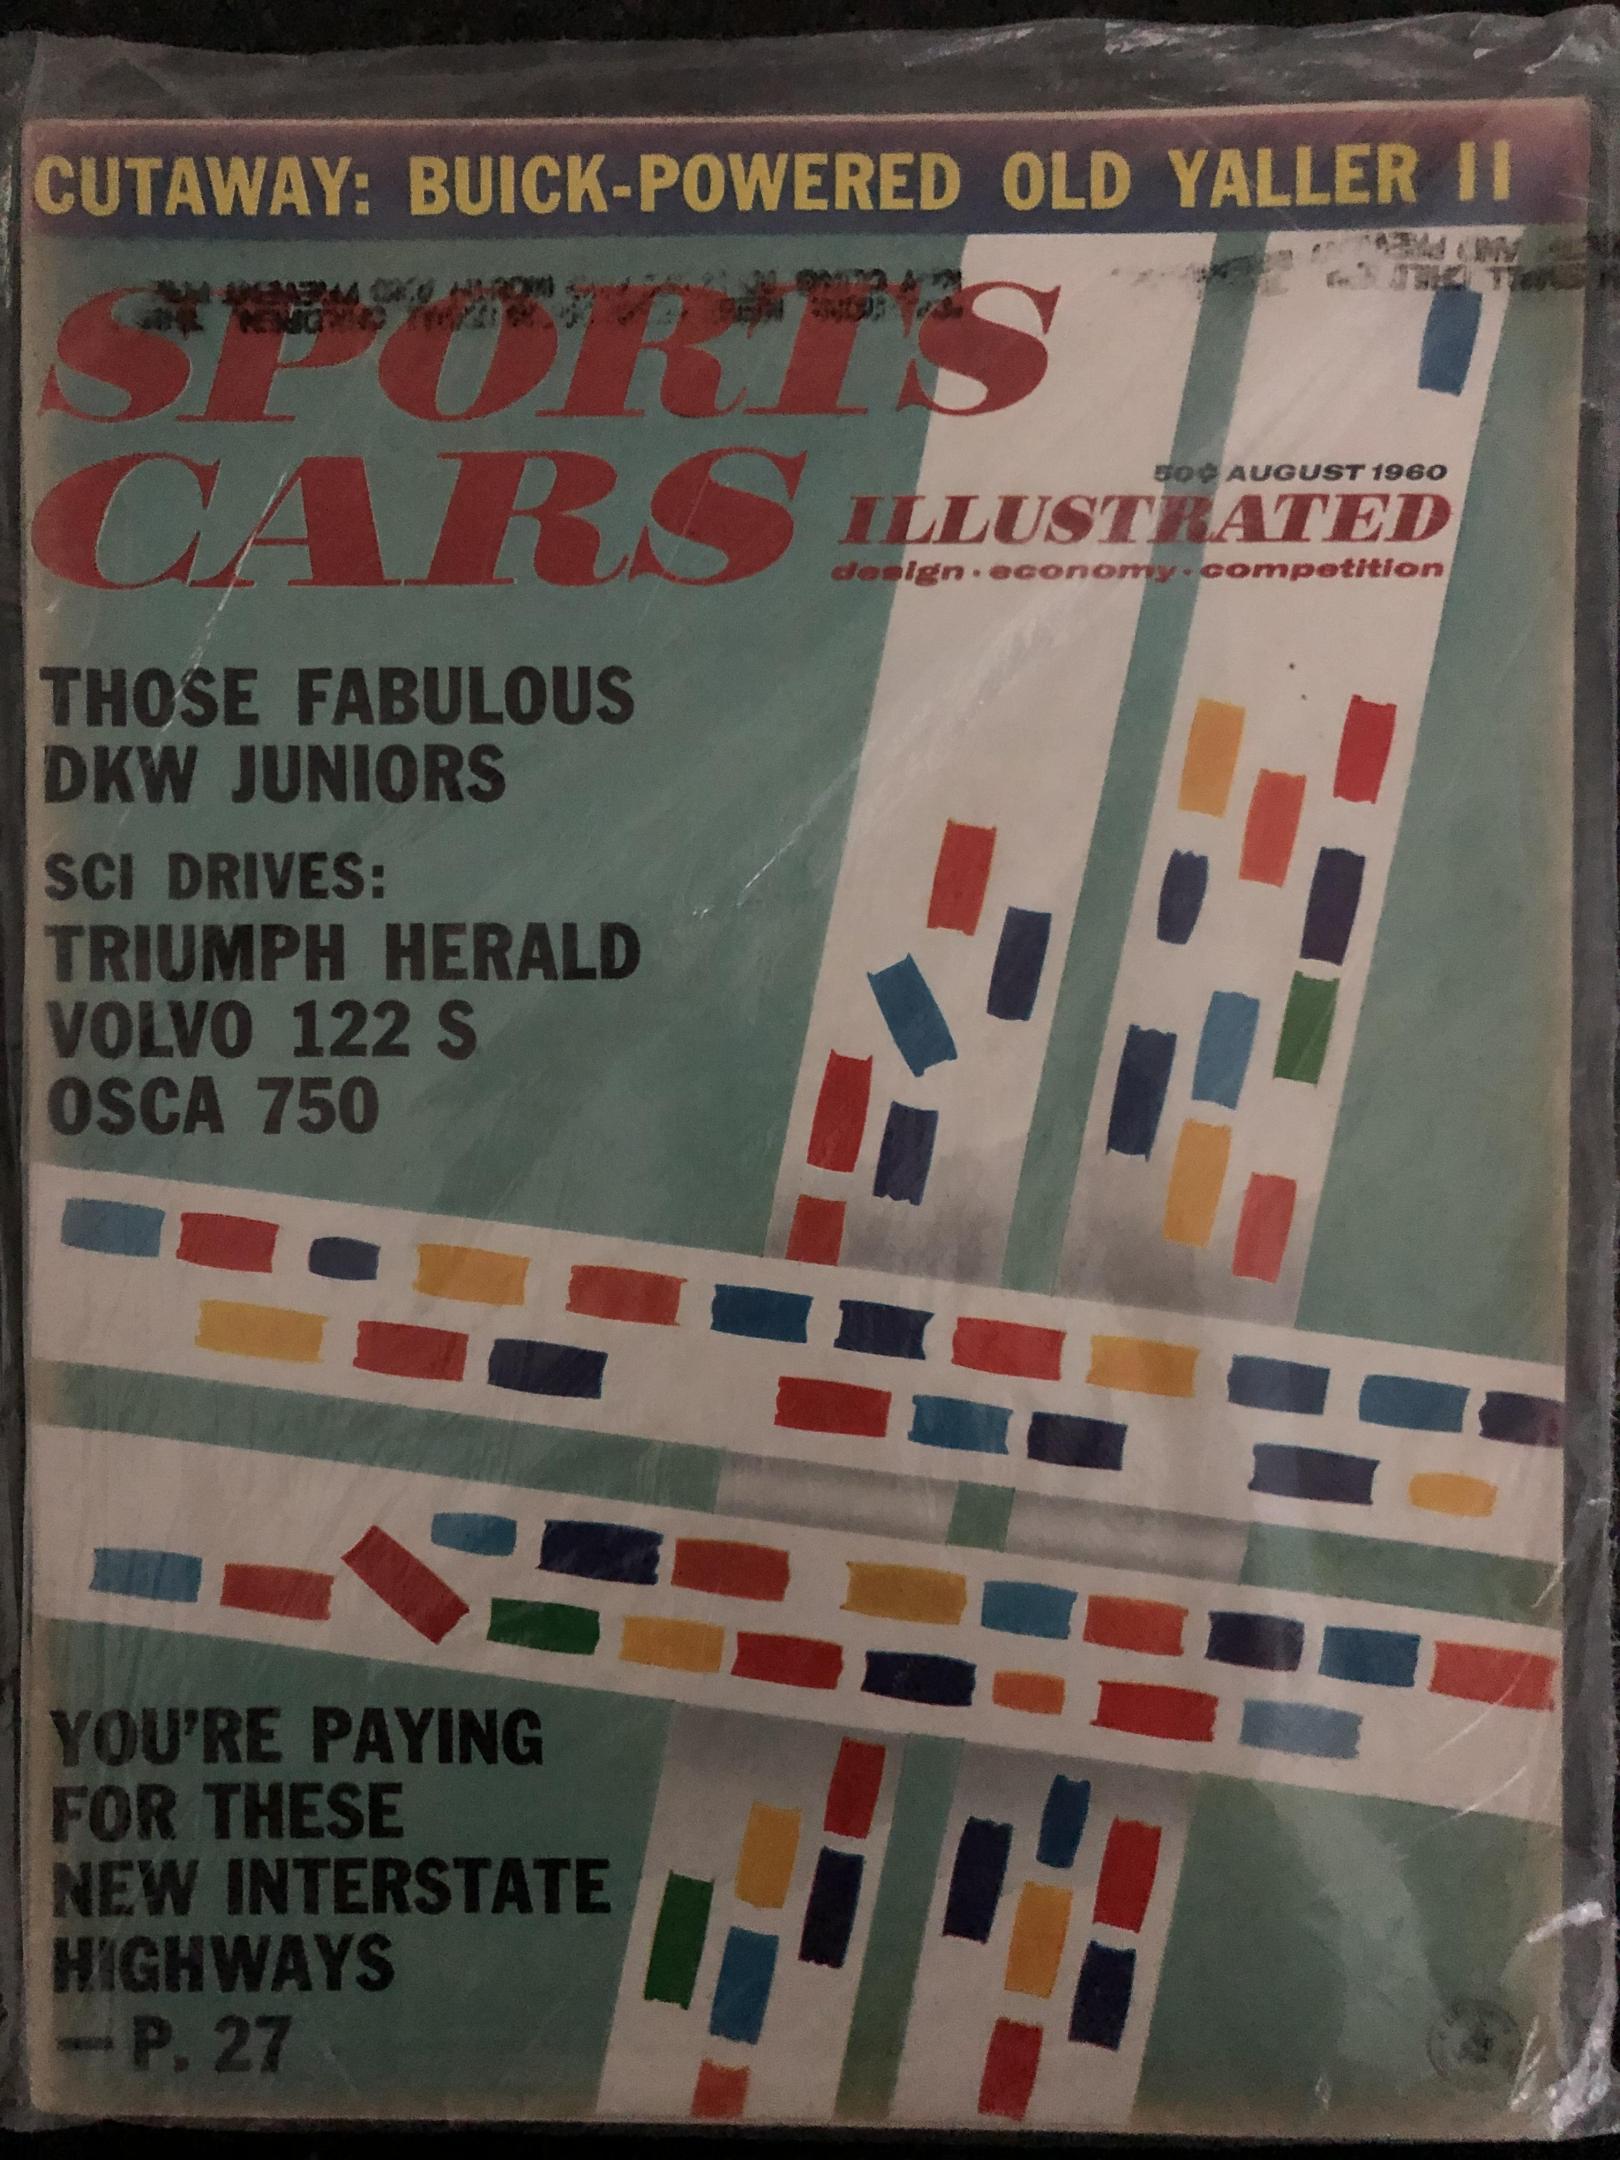 CUTAWAY: BUICK-POWERED OLD YALLER II
SPORTS
CARS
50¢ AUGUST 1960
ILLUSTRATED
design · economy · competition
THOSE FABULOUS
DKW JUNIORS
SCI DRIVES:
TRIUMPH HERALD
VOLVO 122 S
OSCA 750
YOU'RE PAYING
FOR THESE
NEW INTERSTATE
HIGHWAYS
— P. 27